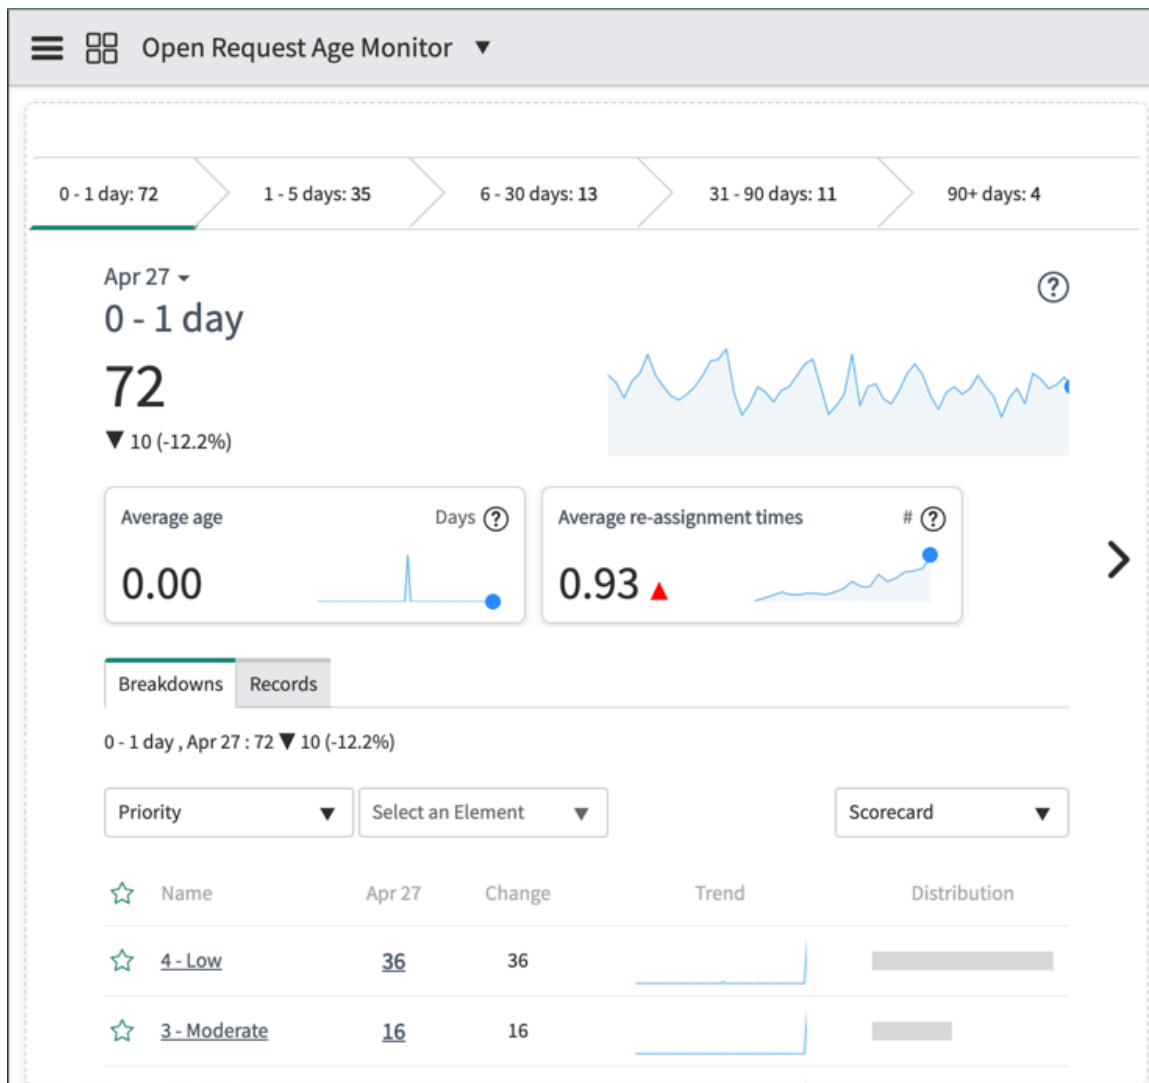 Open Request Age Monitor
0 - 1 day: 72
1 - 5 days: 35
6 - 30 days: 13
31 - 90 days: 11
90+ days: 4
Apr 27
0 - 1 day
72
▼ 10 (-12.2%)
Average age
Days ?
0.00
Average re-assignment times
# ?
0.93 ▲
Breakdowns
Records
0 - 1 day , Apr 27 : 72 ▼ 10 (-12.2%)
Priority
Select an Element
Scorecard
Name Apr 27 Change Trend Distribution
4 - Low 36 36
3 - Moderate 16 16